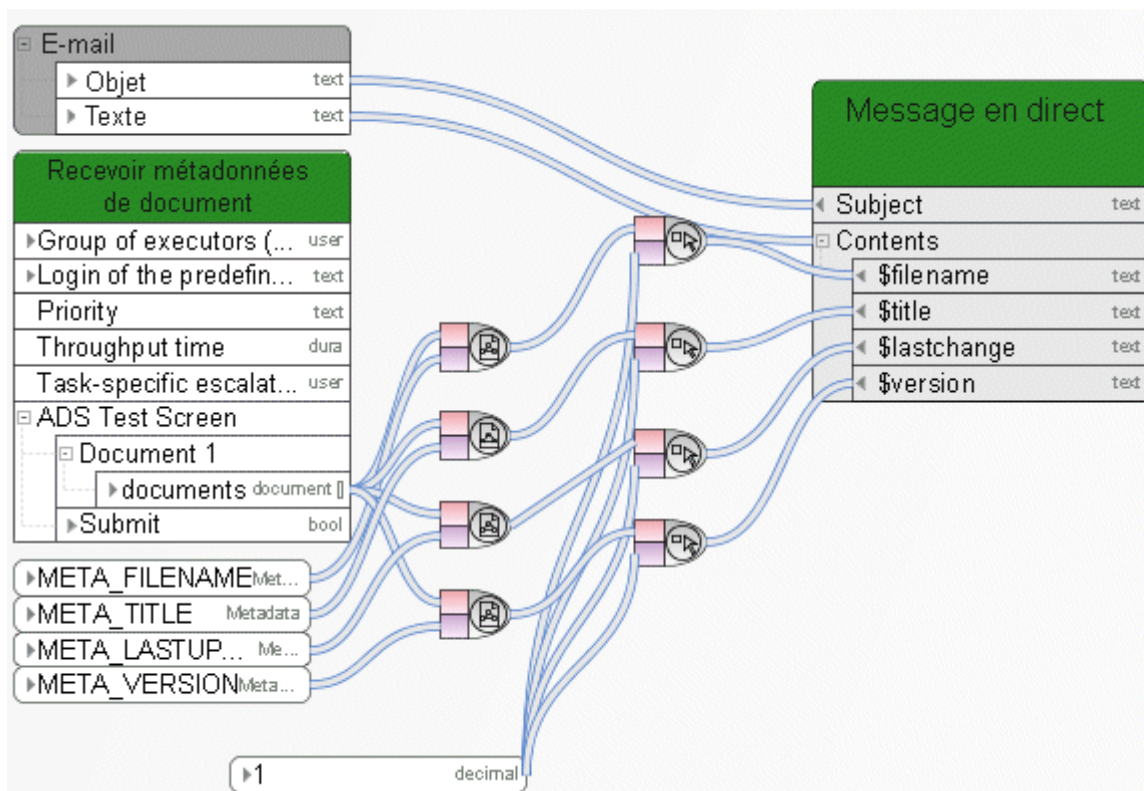 E-mail
Objet text
Texte text
Message en direct
Subject text
Contents
$filename text
$title text
$lastchange text
$version text
Recevoir métadonnées
de document
Group of executors (... user
Login of the predefin... text
Priority text
Throughput time dura
Task-specific escalat... user
ADS Test Screen
Document 1
documents document []
Submit bool
META_FILENAME Met...
META_TITLE Metadata
META_LASTUP... Me...
META_VERSION Meta...
1 decimal